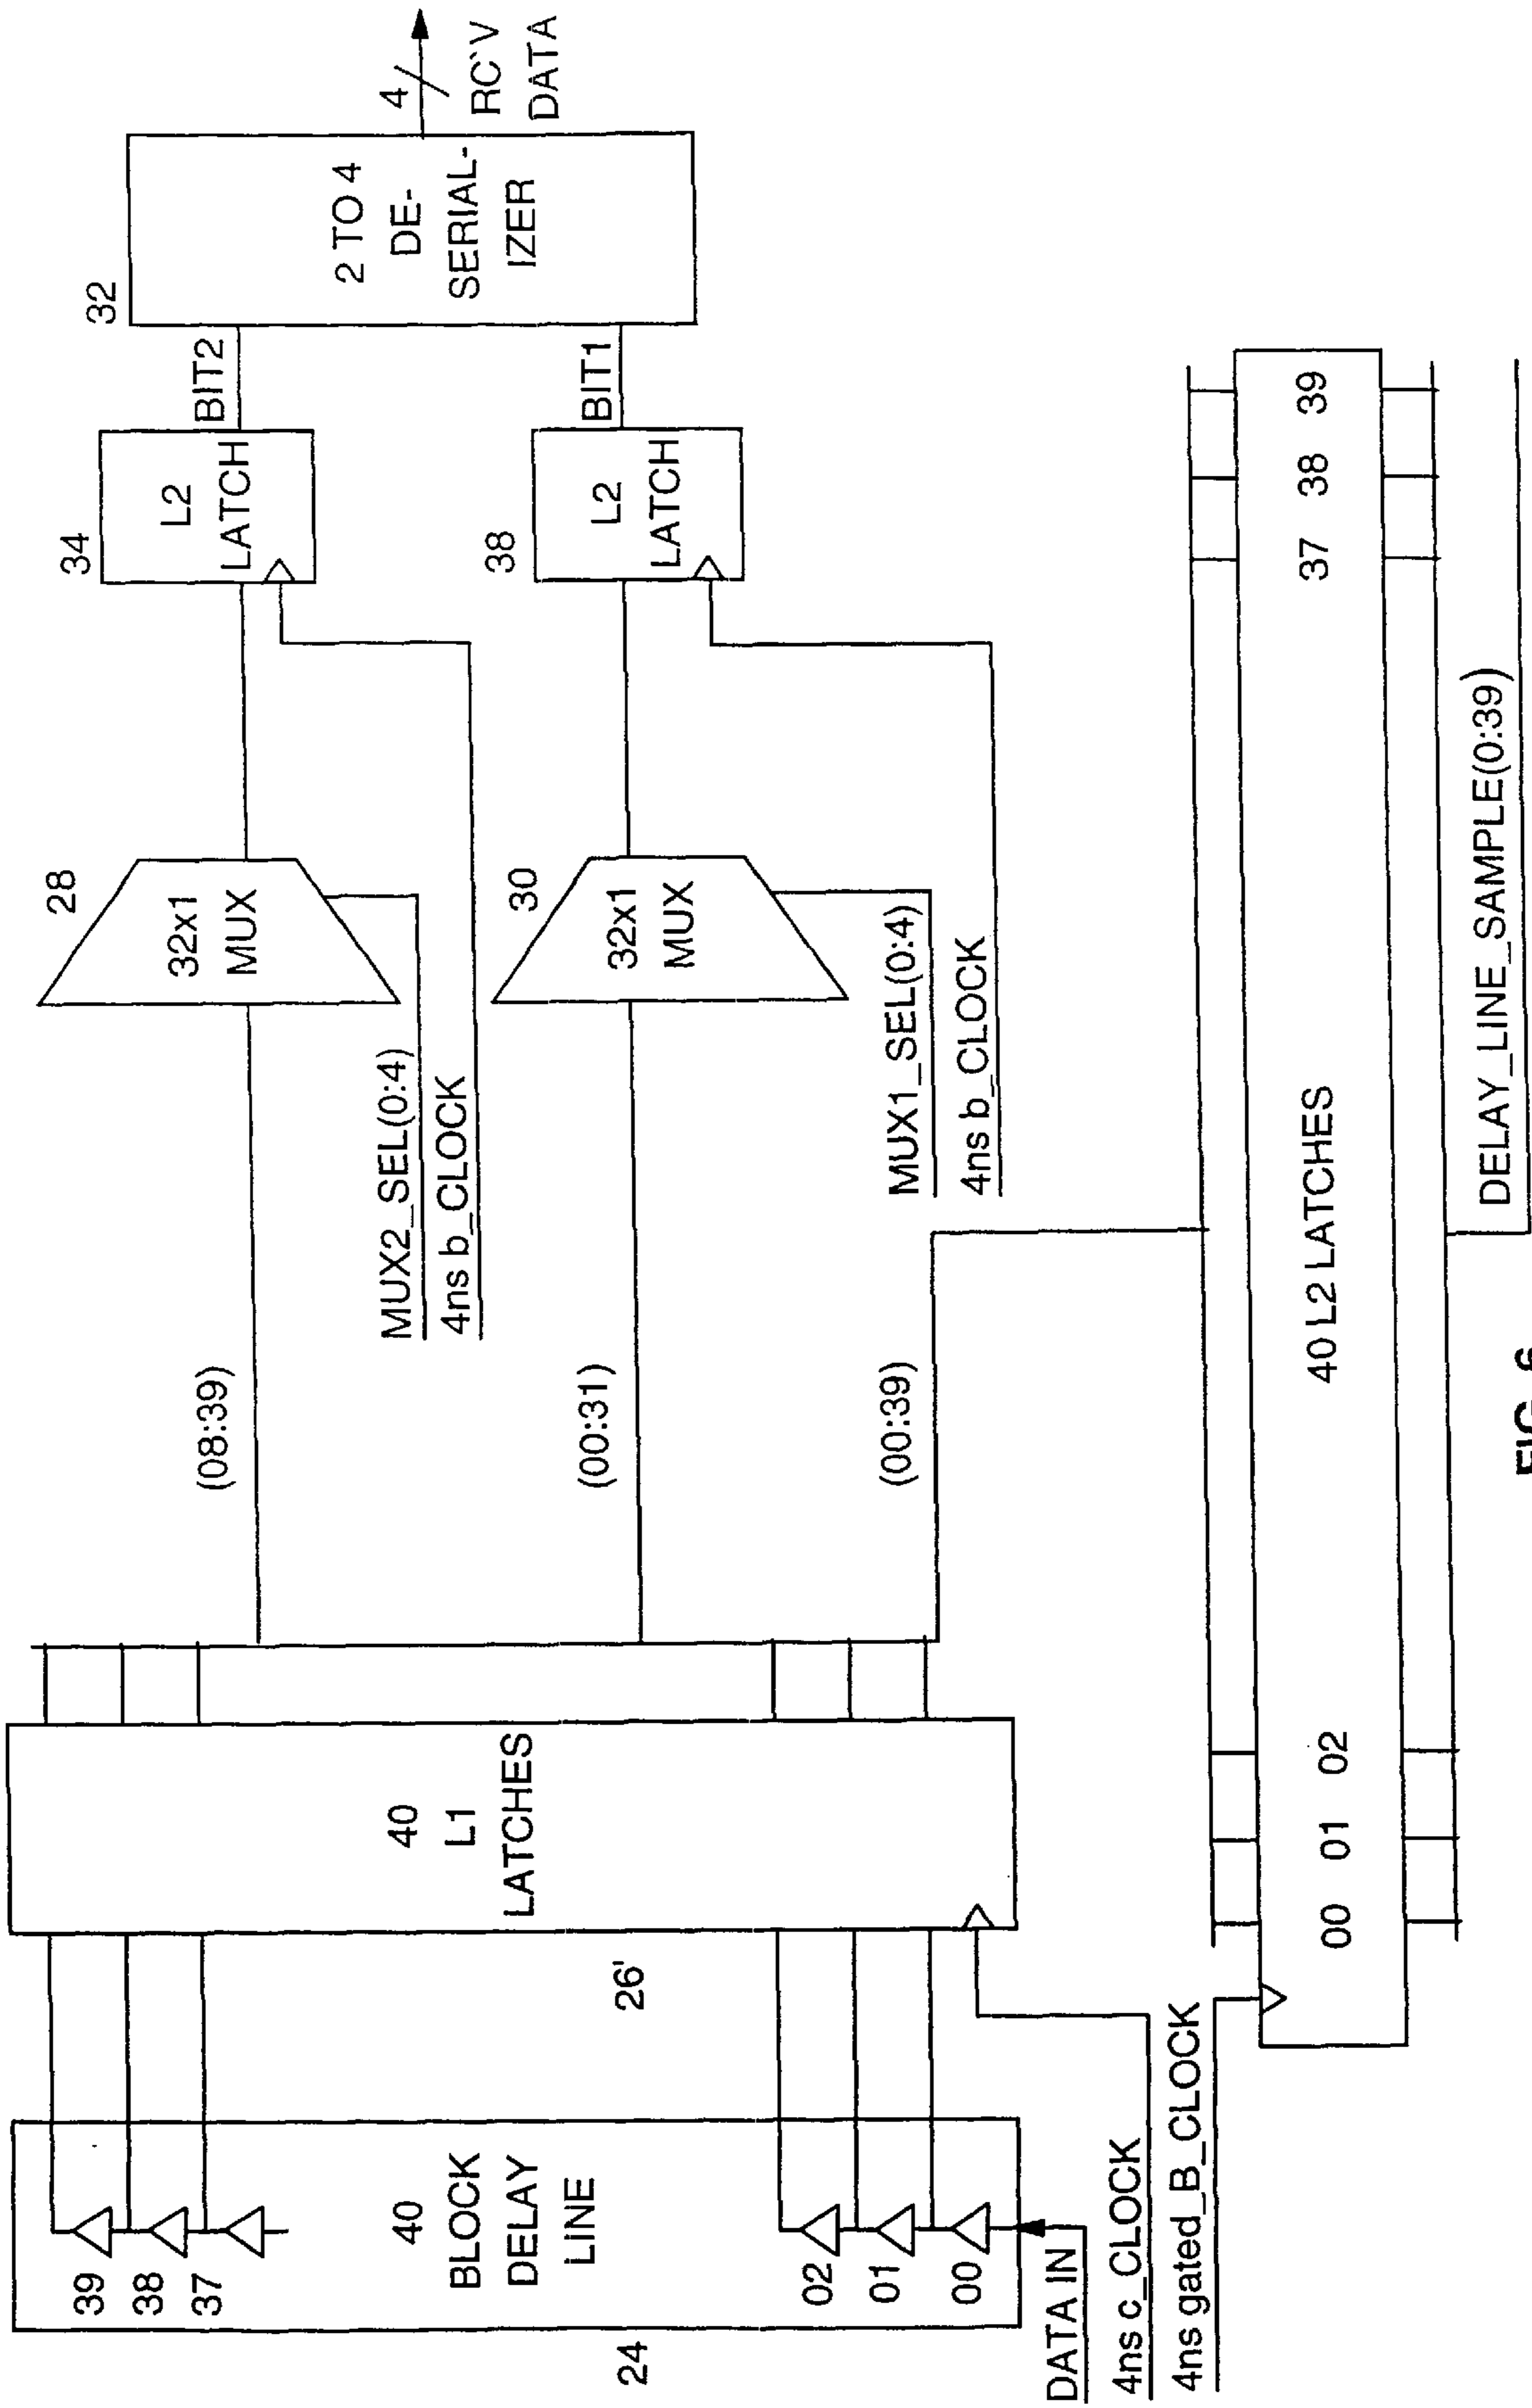 39
38
37
40
BLOCK
DELAY
LINE
02
01
00
24
DATA IN
4ns c_CLOCK
4ns gated_B_CLOCK
26'
40
L1
LATCHES
(08:39)
(00:31)
(00:39)
MUX2_SEL(0:4)
4ns b_CLOCK
28
32x1
MUX
MUX1_SEL(0:4)
4ns b_CLOCK
30
32x1
MUX
34
L2
LATCH
BIT2
38
L2
LATCH
BIT1
32
2 TO 4
DE-
SERIAL-
IZER
4
RC`V
DATA
00 01 02
40 L2 LATCHES
37 38 39
DELAY_LINE_SAMPLE(0:39)